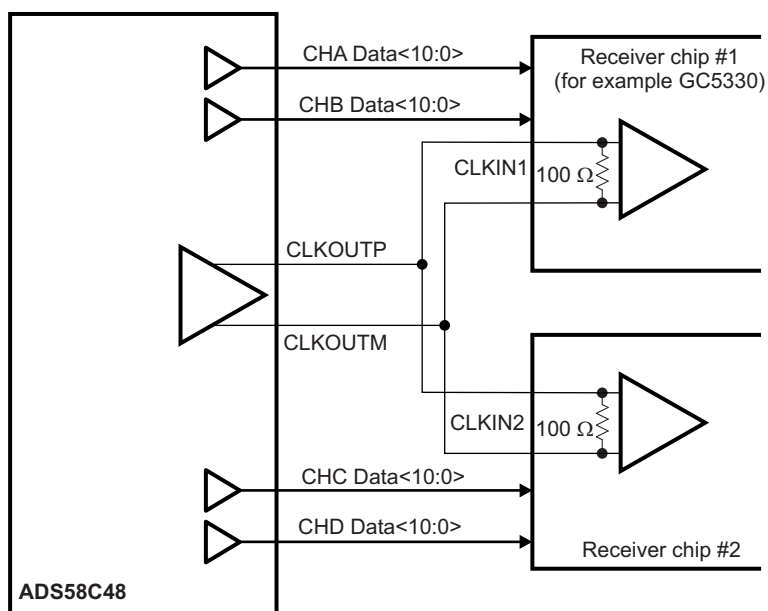 CHA Data<10:0>
Receiver chip #1
(for example GC5330)
CHB Data<10:0>
CLKIN1
100 Ω
CLKOUTP
CLKOUTM
CLKIN2
100 Ω
CHC Data<10:0>
CHD Data<10:0>
Receiver chip #2
ADS58C48